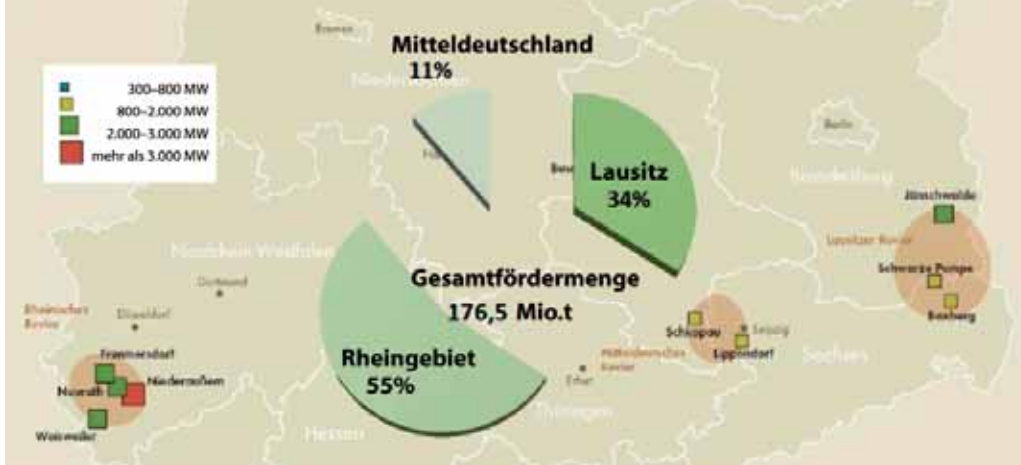 Bremen
Mitteldeutschland
11%
300–800 MW
800–2.000 MW
2.000–3.000 MW
mehr als 3.000 MW
Berlin
Lausitz
34%
Brandenburg
Jänschwalde
Lausitzer Revier
Nordrhein Westfalen
Dortmund
Schwarze Pumpe
Gesamtfördermenge
176,5 Mio.t
Boxberg
Rheinisches
Revier
Düsseldorf
Schkopau
Leipzig
Lippendorf
Sachsen
Rheingebiet
55%
Mitteldeutsches
Revier
Frimmersdorf
Niederaußem
Neurath
Erfurt
Thüringen
Weisweiler
Hessen